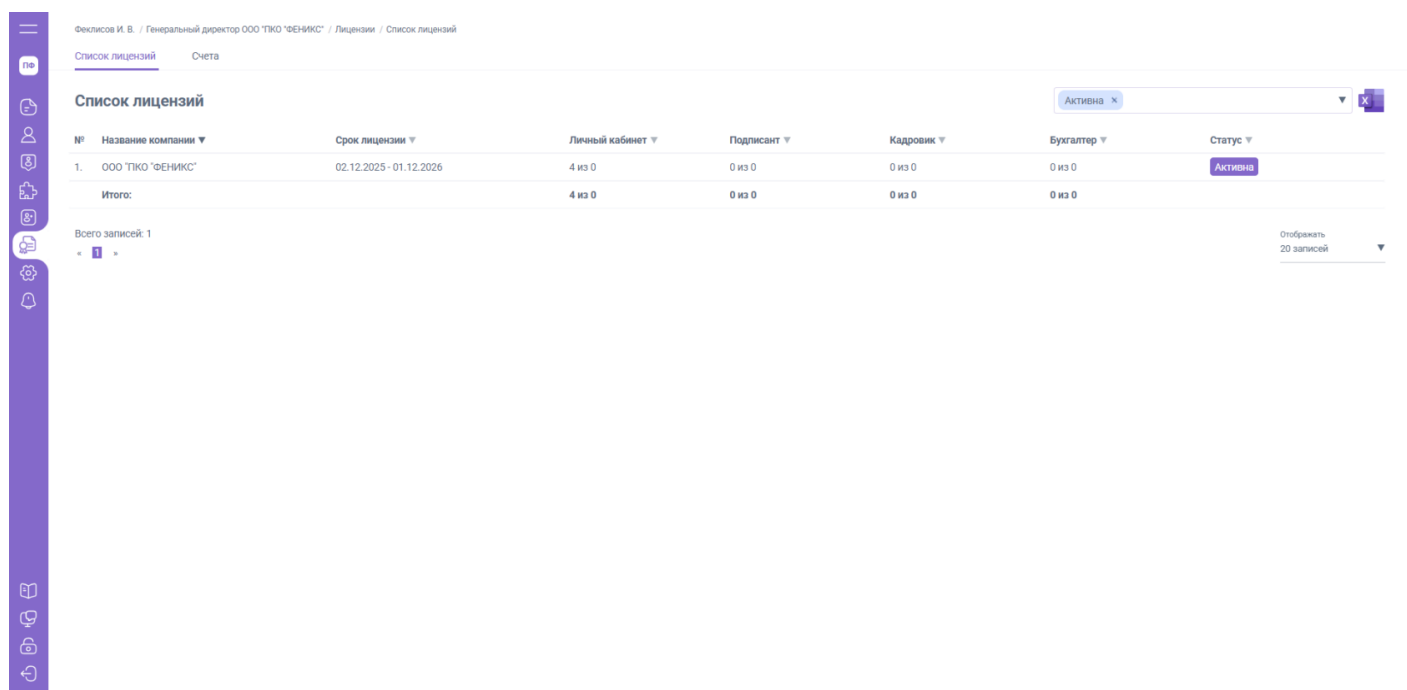 Феклисов И. В. / Генеральный директор ООО "ПКО "ФЕНИКС" / Лицензии / Список лицензий
ПФ
Список лицензий Счета
Список лицензий Активна ×
№ Название компании ▼ Срок лицензии ▼ Личный кабинет ▼ Подписант ▼ Кадровик ▼ Бухгалтер ▼ Статус ▼
1. ООО "ПКО "ФЕНИКС" 02.12.2025 - 01.12.2026 4 из 0 0 из 0 0 из 0 0 из 0 Активна
Итого: 4 из 0 0 из 0 0 из 0 0 из 0
Всего записей: 1
« 1 »
Отображать
20 записей